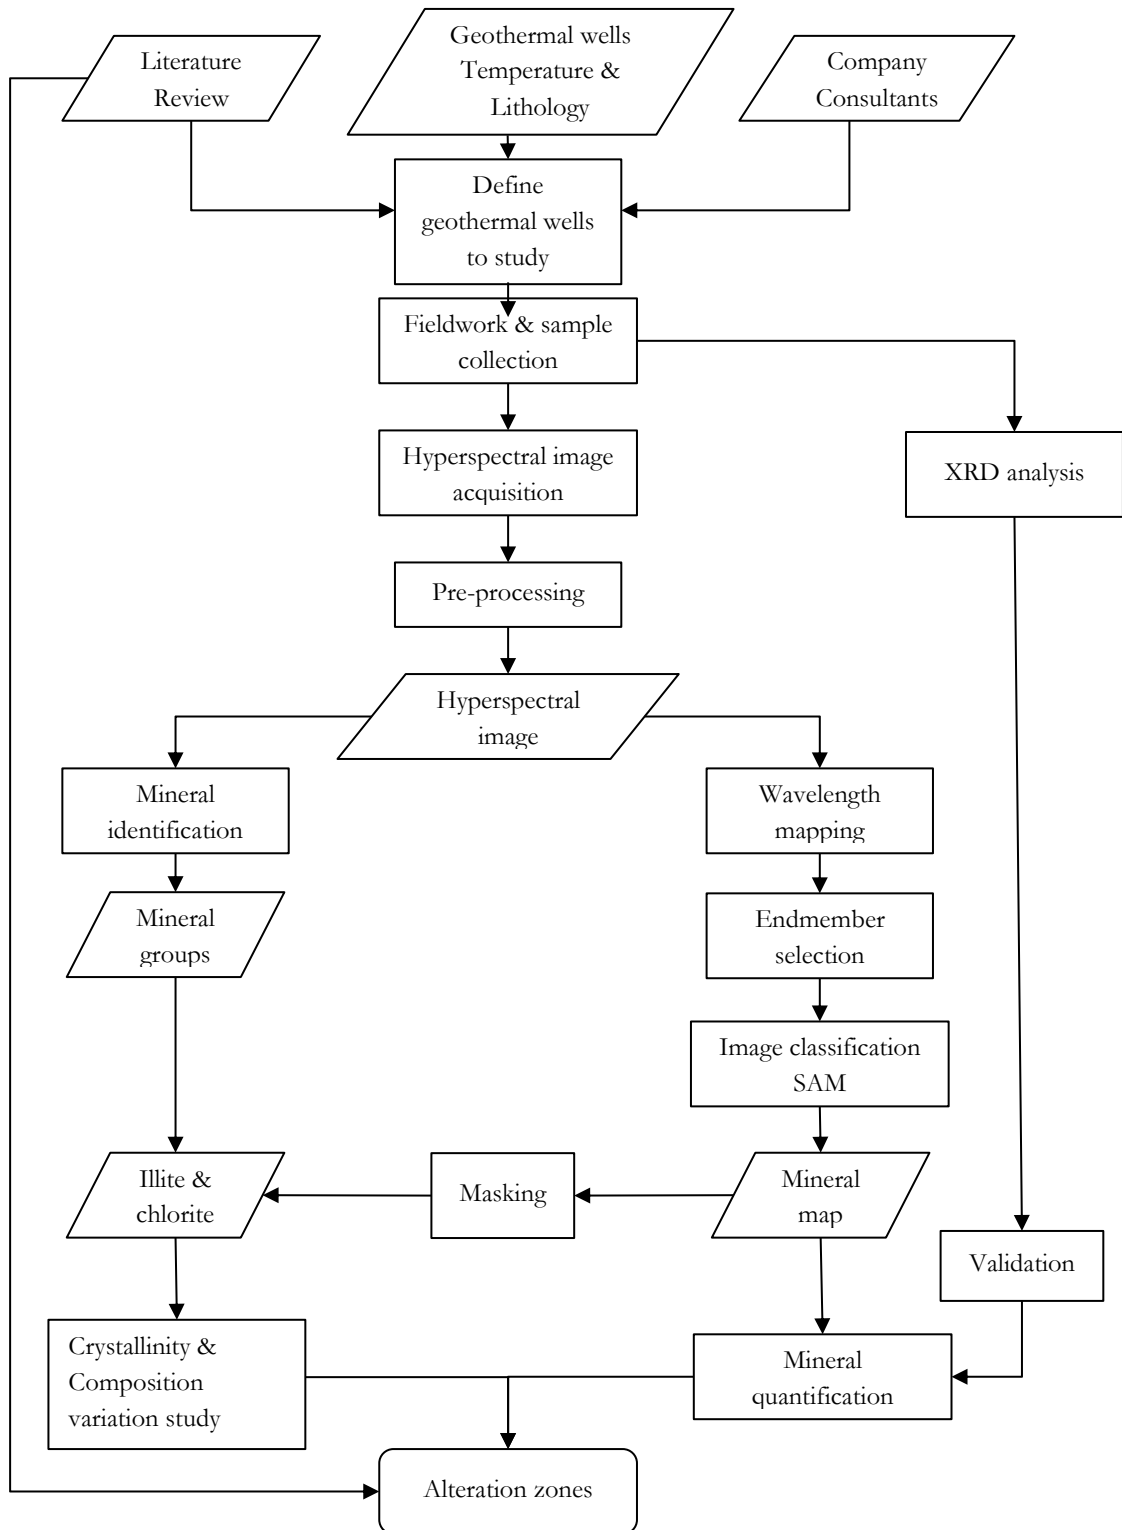 Literature
Review
Geothermal wells
Temperature &
Lithology
Company
Consultants
Define
geothermal wells
to study
Fieldwork & sample
collection
Hyperspectral image
acquisition
XRD analysis
Pre-processing
Hyperspectral
image
Mineral
identification
Wavelength
mapping
Mineral
groups
Endmember
selection
Image classification
SAM
Illite &
chlorite
Masking
Mineral
map
Validation
Crystallinity &
Composition
variation study
Mineral
quantification
Alteration zones